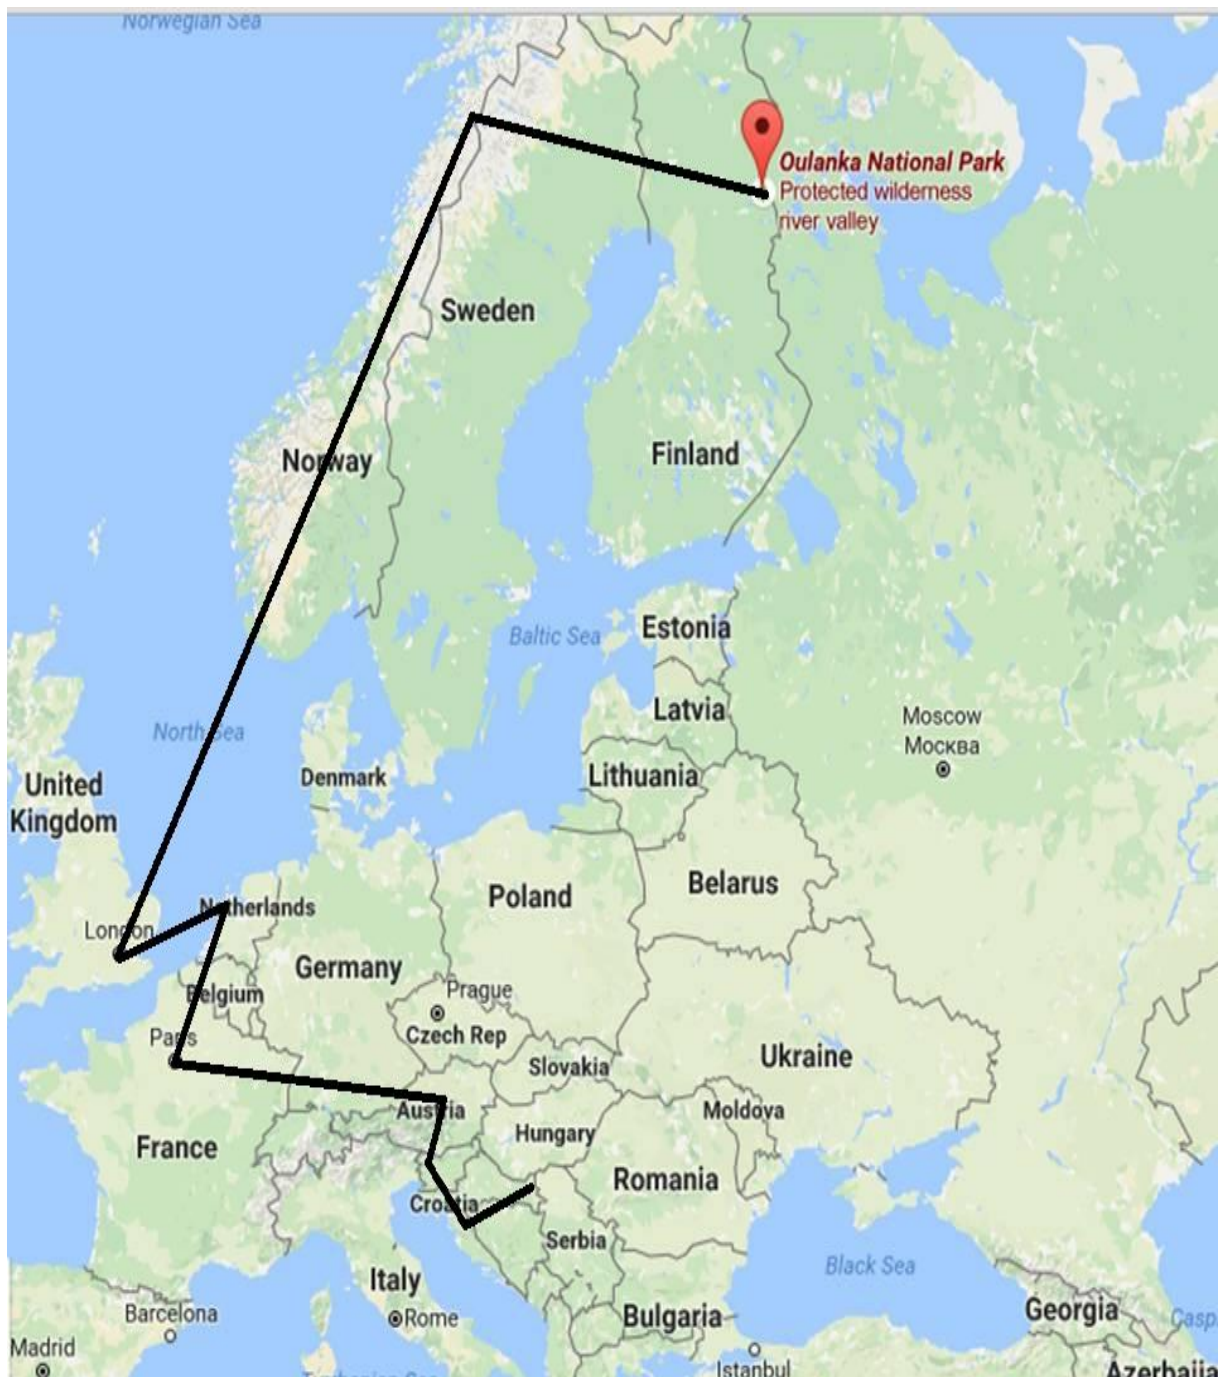 Norwegian Sea
Oulanka National Park
Protected wilderness
river valley
Sweden
Norway
Finland
Baltic Sea
Estonia
North Sea
Latvia
Moscow
Москва
United
Kingdom
Denmark
Lithuania
Poland
Belarus
London
Netherlands
Germany
Belgium
Prague
Czech Rep
Paris
Slovakia
Ukraine
Austria
Moldova
Hungary
France
Romania
Croatia
Serbia
Black Sea
Italy
Barcelona
Rome
Bulgaria
Georgia
Casp
Madrid
Istanbul
Azerbaija